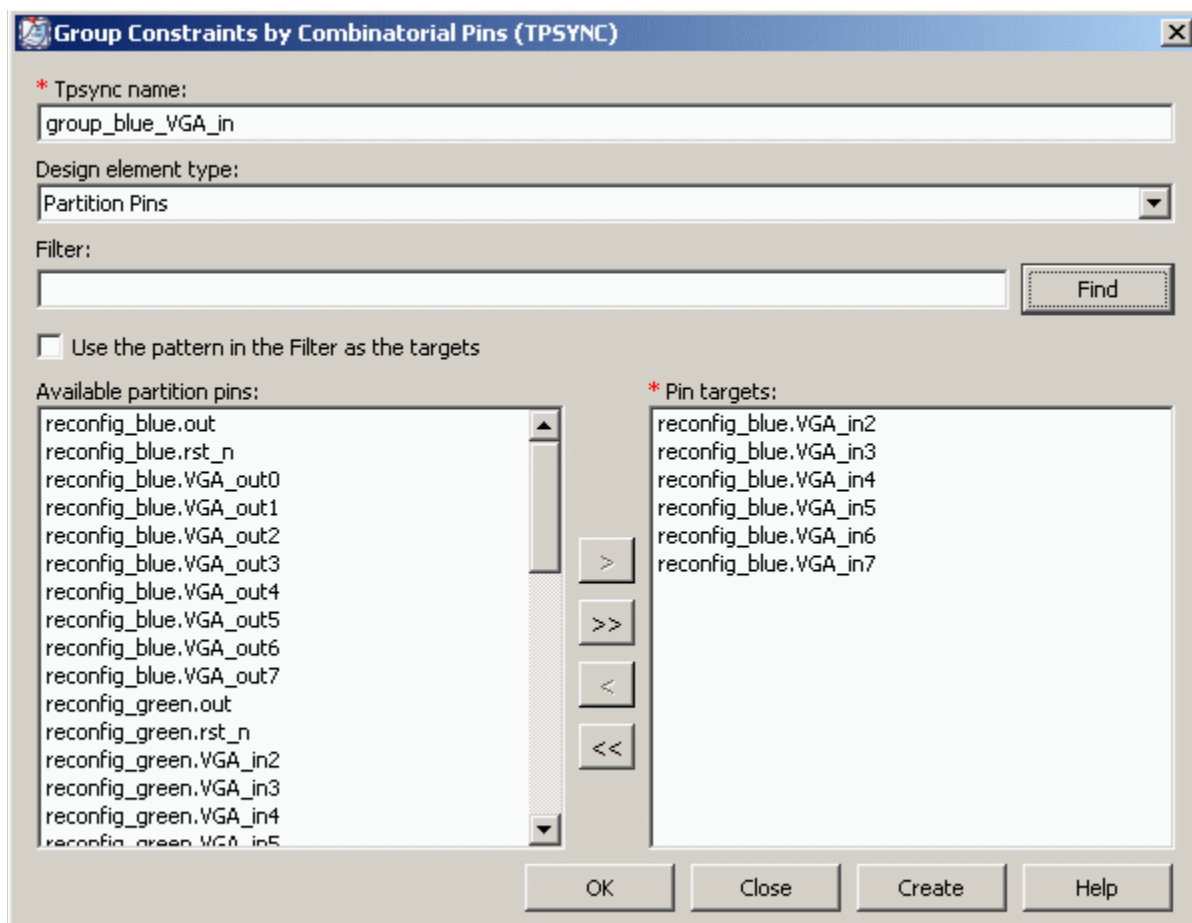 Group Constraints by Combinatorial Pins (TPSYNC)
* Tpsync name:
group_blue_VGA_in
Design element type:
Partition Pins
Filter:
Find
Use the pattern in the Filter as the targets
Available partition pins:
reconfig_blue.out
reconfig_blue.rst_n
reconfig_blue.VGA_out0
reconfig_blue.VGA_out1
reconfig_blue.VGA_out2
reconfig_blue.VGA_out3
reconfig_blue.VGA_out4
reconfig_blue.VGA_out5
reconfig_blue.VGA_out6
reconfig_blue.VGA_out7
reconfig_green.out
reconfig_green.rst_n
reconfig_green.VGA_in2
reconfig_green.VGA_in3
reconfig_green.VGA_in4
reconfig_green.VGA_in5
>
>>
<
<<
* Pin targets:
reconfig_blue.VGA_in2
reconfig_blue.VGA_in3
reconfig_blue.VGA_in4
reconfig_blue.VGA_in5
reconfig_blue.VGA_in6
reconfig_blue.VGA_in7
OK
Close
Create
Help